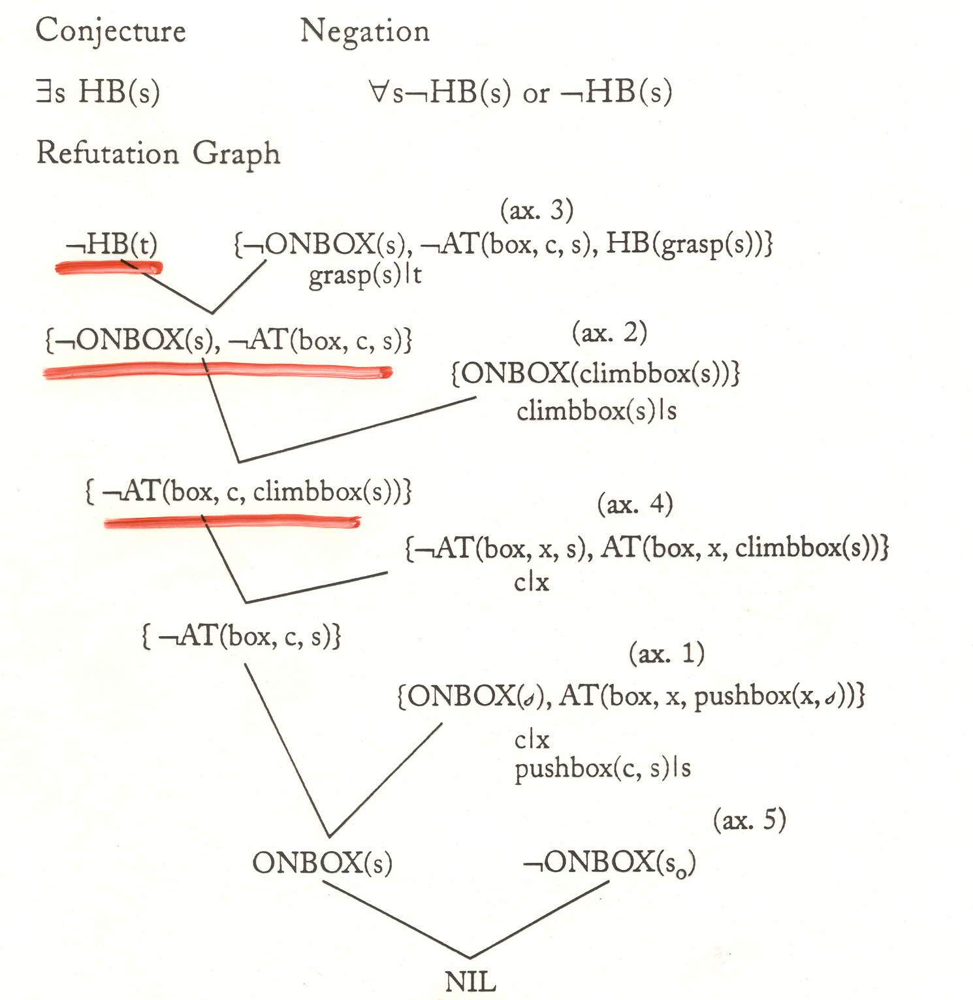 Conjecture Negation
∃s HB(s) ∀s¬HB(s) or ¬HB(s)
Refutation Graph
(ax. 3)
¬HB(t) {¬ONBOX(s), ¬AT(box, c, s), HB(grasp(s))}
grasp(s)|t
{¬ONBOX(s), ¬AT(box, c, s)}
(ax. 2)
{ONBOX(climbbox(s))}
climbbox(s)|s
{ ¬AT(box, c, climbbox(s))}
(ax. 4)
{¬AT(box, x, s), AT(box, x, climbbox(s))}
c|x
{ ¬AT(box, c, s)}
(ax. 1)
{ONBOX(s), AT(box, x, pushbox(x, s))}
c|x
pushbox(c, s)|s
(ax. 5)
ONBOX(s) ¬ONBOX(s₀)
NIL